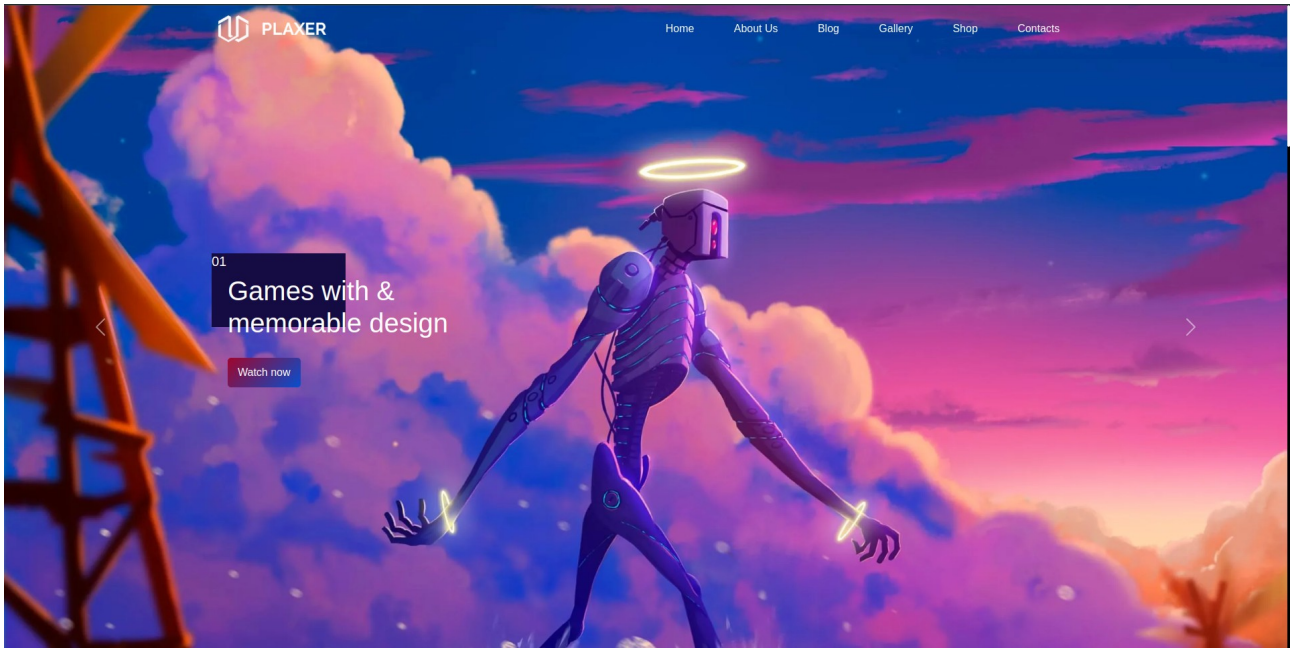 PLAXER
Home About Us Blog Gallery Shop Contacts
01
Games with &
memorable design
Watch now